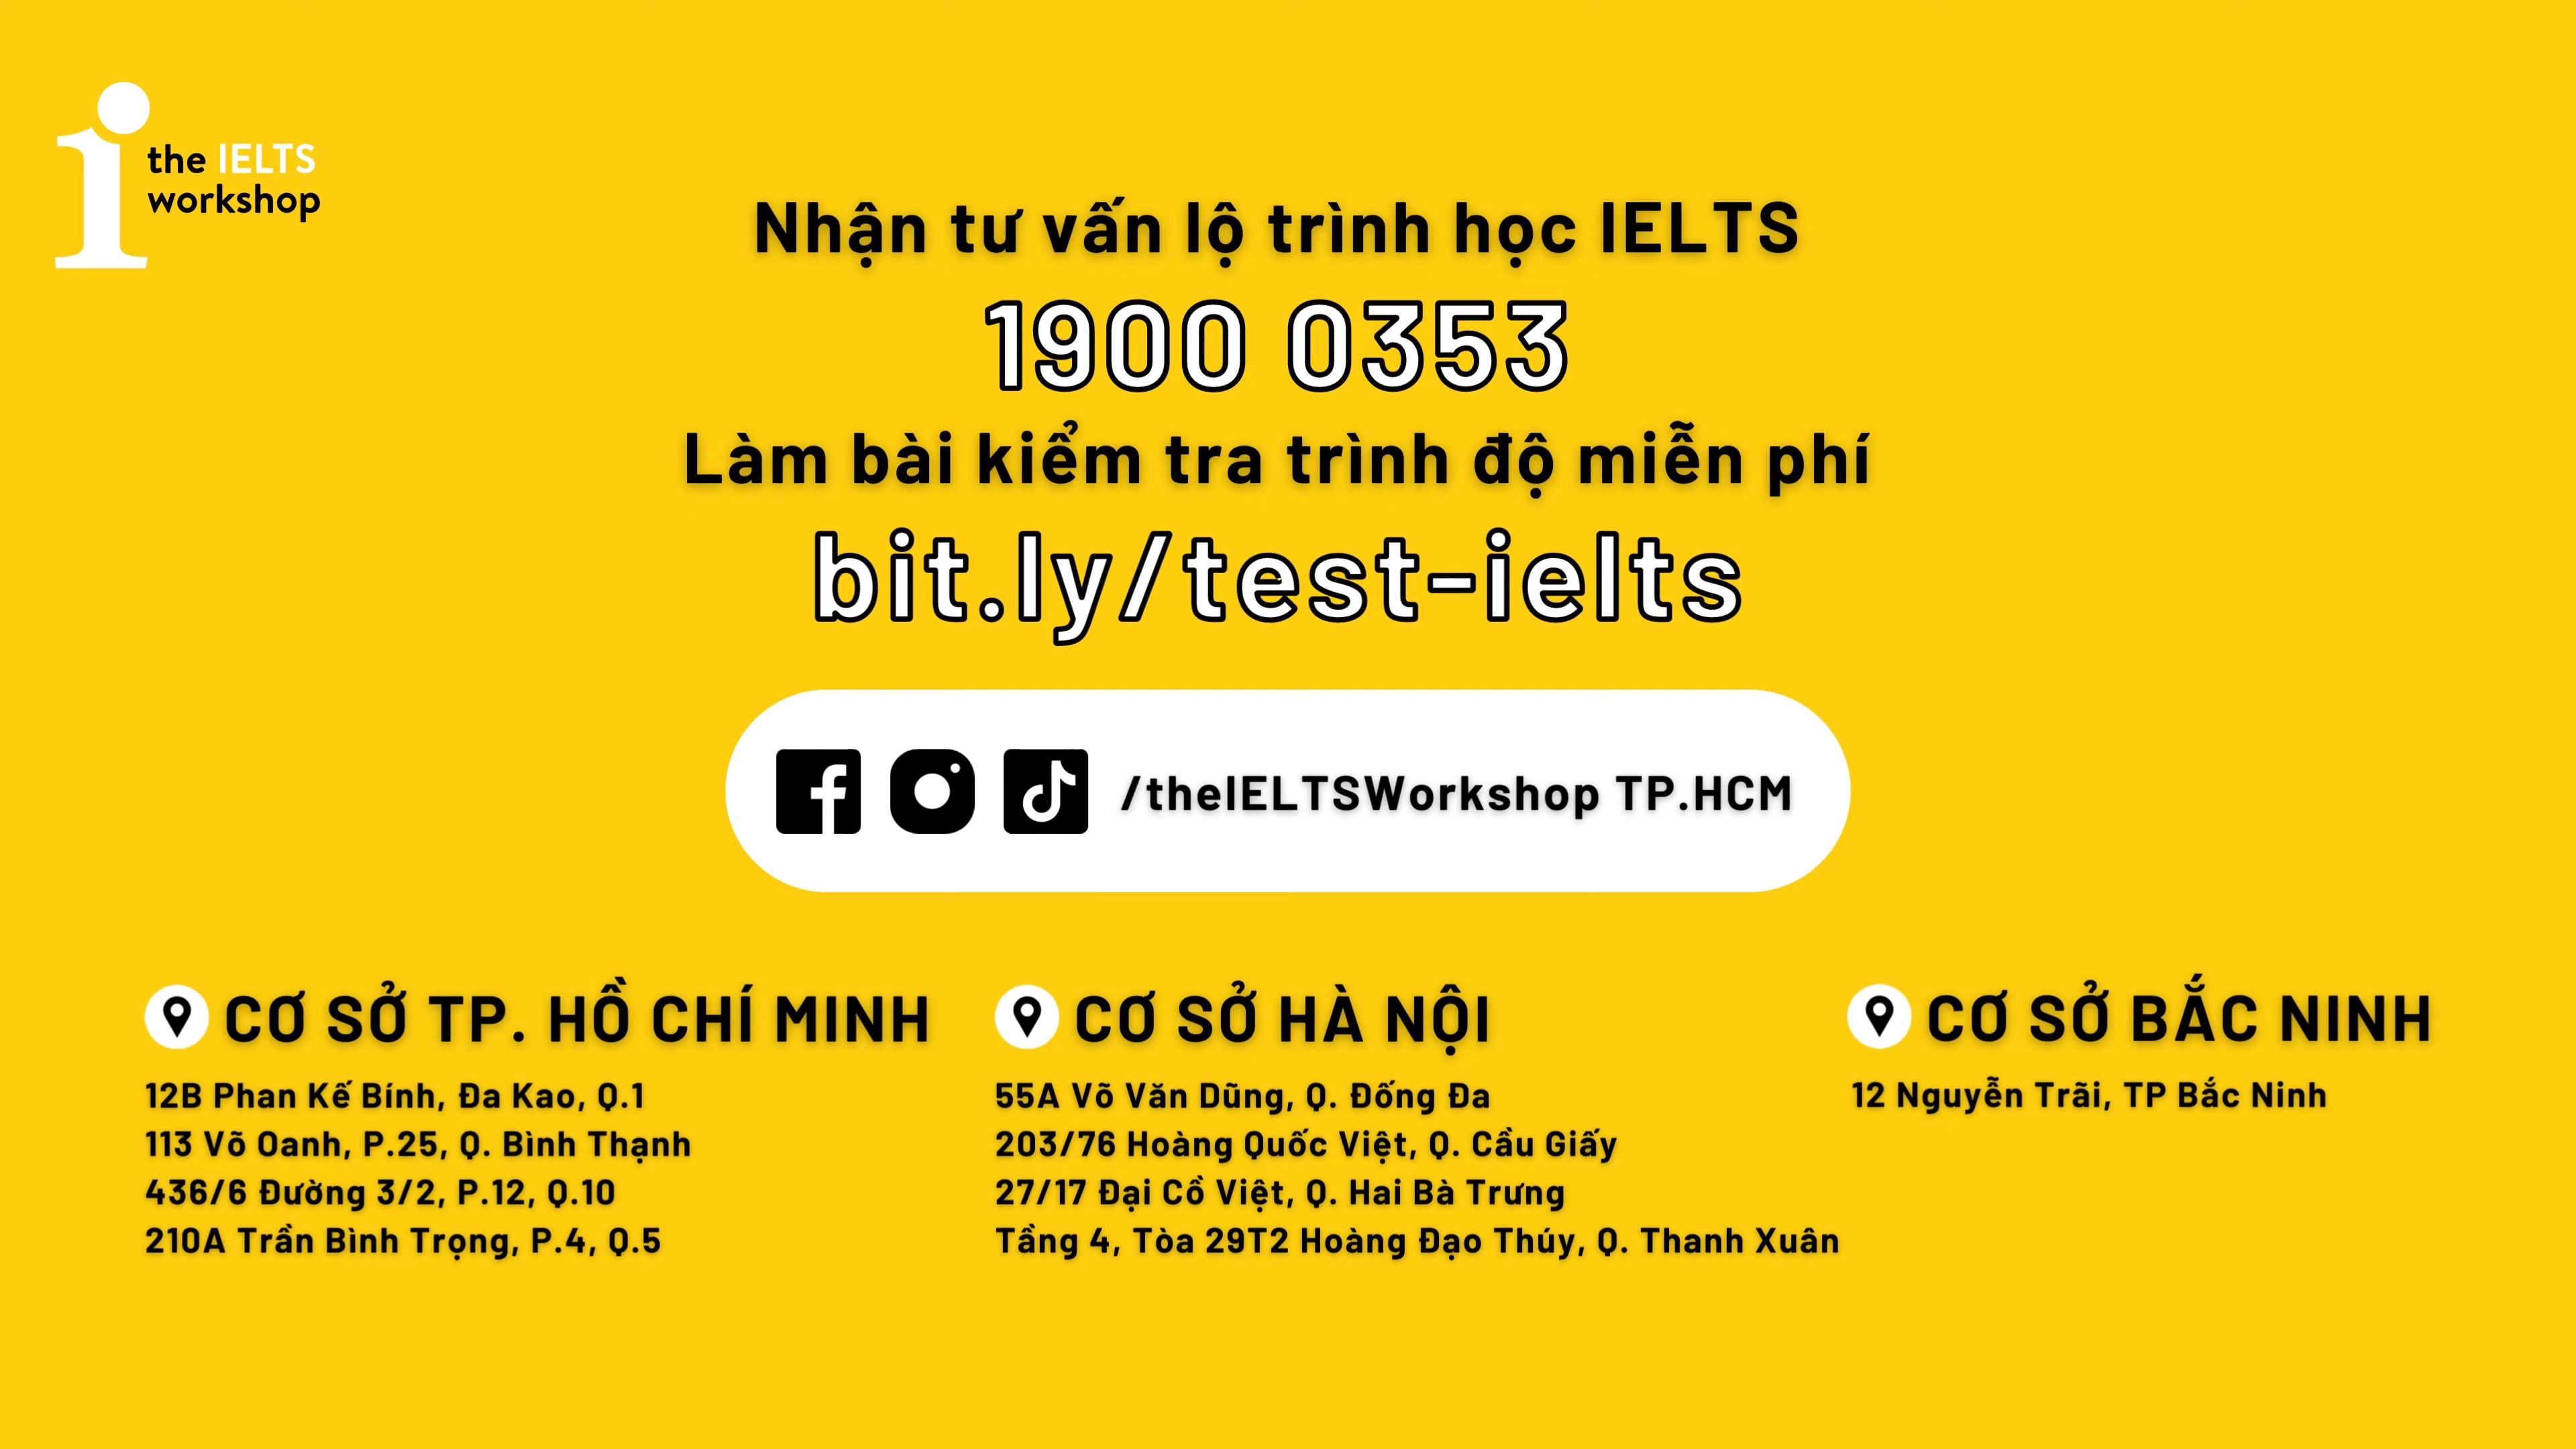 the IELTS
workshop
Nhận tư vấn lộ trình học IELTS
1900 0353
Làm bài kiểm tra trình độ miễn phí
bit.ly/test-ielts
/theIELTSWorkshop TP.HCM
CƠ SỞ TP. HỒ CHÍ MINH
12B Phan Kế Bính, Đa Kao, Q.1
113 Võ Oanh, P.25, Q. Bình Thạnh
436/6 Đường 3/2, P.12, Q.10
210A Trần Bình Trọng, P.4, Q.5
CƠ SỞ HÀ NỘI
55A Võ Văn Dũng, Q. Đống Đa
203/76 Hoàng Quốc Việt, Q. Cầu Giấy
27/17 Đại Cồ Việt, Q. Hai Bà Trưng
Tầng 4, Tòa 29T2 Hoàng Đạo Thúy, Q. Thanh Xuân
CƠ SỞ BẮC NINH
12 Nguyễn Trãi, TP Bắc Ninh